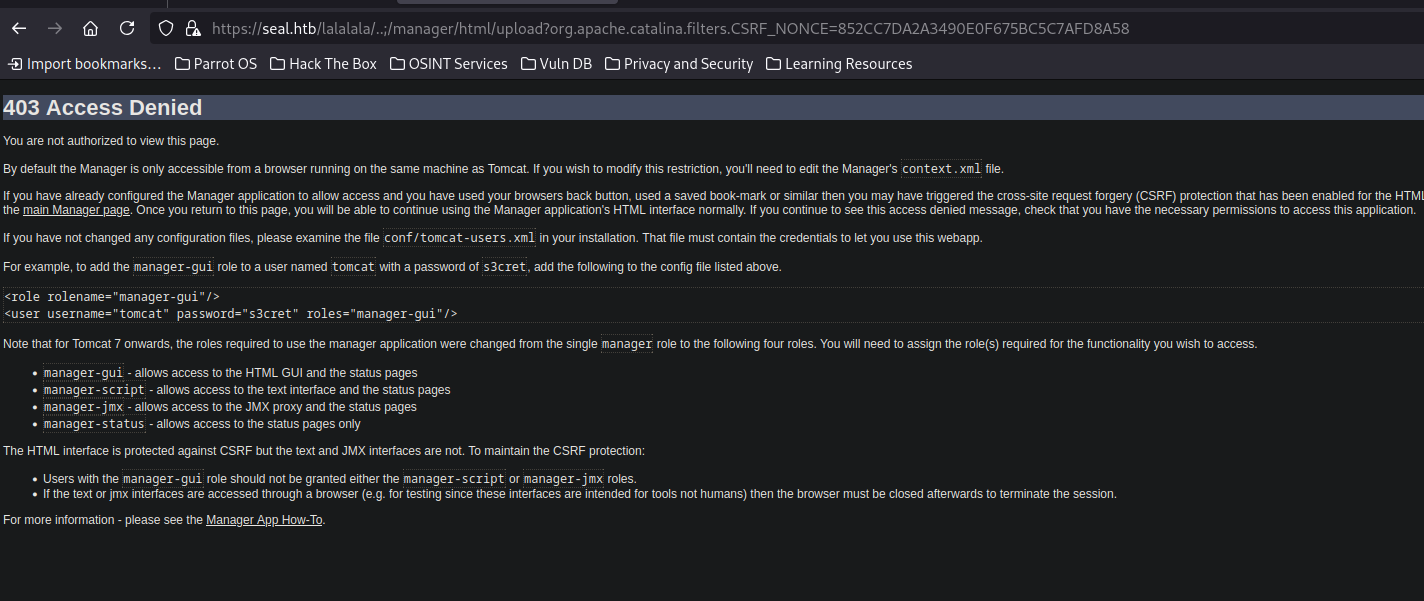 https://seal.htb/lalalala/..;/manager/html/upload?org.apache.catalina.filters.CSRF_NONCE=852CC7DA2A3490E0F675BC5C7AFD8A58
Import bookmarks... Parrot OS Hack The Box OSINT Services Vuln DB Privacy and Security Learning Resources
403 Access Denied
You are not authorized to view this page.
By default the Manager is only accessible from a browser running on the same machine as Tomcat. If you wish to modify this restriction, you'll need to edit the Manager's context.xml file.
If you have already configured the Manager application to allow access and you have used your browsers back button, used a saved book-mark or similar then you may have triggered the cross-site request forgery (CSRF) protection that has been enabled for the HTML
the main Manager page. Once you return to this page, you will be able to continue using the Manager application's HTML interface normally. If you continue to see this access denied message, check that you have the necessary permissions to access this application.
If you have not changed any configuration files, please examine the file conf/tomcat-users.xml in your installation. That file must contain the credentials to let you use this webapp.
For example, to add the manager-gui role to a user named tomcat with a password of s3cret, add the following to the config file listed above.
<role rolename="manager-gui"/>
<user username="tomcat" password="s3cret" roles="manager-gui"/>
Note that for Tomcat 7 onwards, the roles required to use the manager application were changed from the single manager role to the following four roles. You will need to assign the role(s) required for the functionality you wish to access.
• manager-gui - allows access to the HTML GUI and the status pages
• manager-script - allows access to the text interface and the status pages
• manager-jmx - allows access to the JMX proxy and the status pages
• manager-status - allows access to the status pages only
The HTML interface is protected against CSRF but the text and JMX interfaces are not. To maintain the CSRF protection:
• Users with the manager-gui role should not be granted either the manager-script or manager-jmx roles.
• If the text or jmx interfaces are accessed through a browser (e.g. for testing since these interfaces are intended for tools not humans) then the browser must be closed afterwards to terminate the session.
For more information - please see the Manager App How-To.